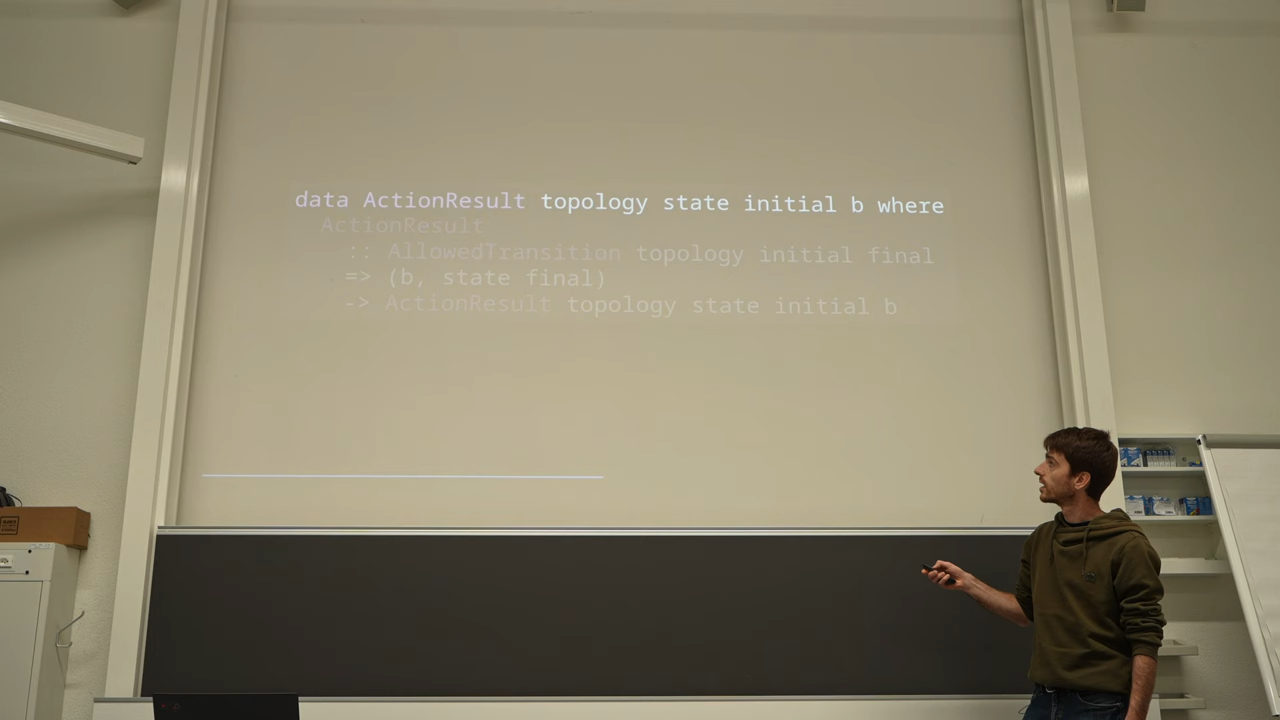 data ActionResult topology state initial b where
ActionResult
:: AllowedTransition topology initial final
=> (b, state final)
-> ActionResult topology state initial b